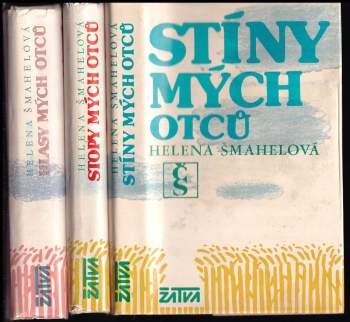 HELENA ŠMAHELOVÁ
HLASY MÝCH OTCŮ
ŽATVA
HELENA ŠMAHELOVÁ
STOPY MÝCH OTCŮ
ŽATVA
HELENA ŠMAHELOVÁ
STÍNY MÝCH OTCŮ
ŽATVA
STÍNY
MÝCH
OTCŮ
HELENA ŠMAHELOVÁ
ČS
ŽATVA